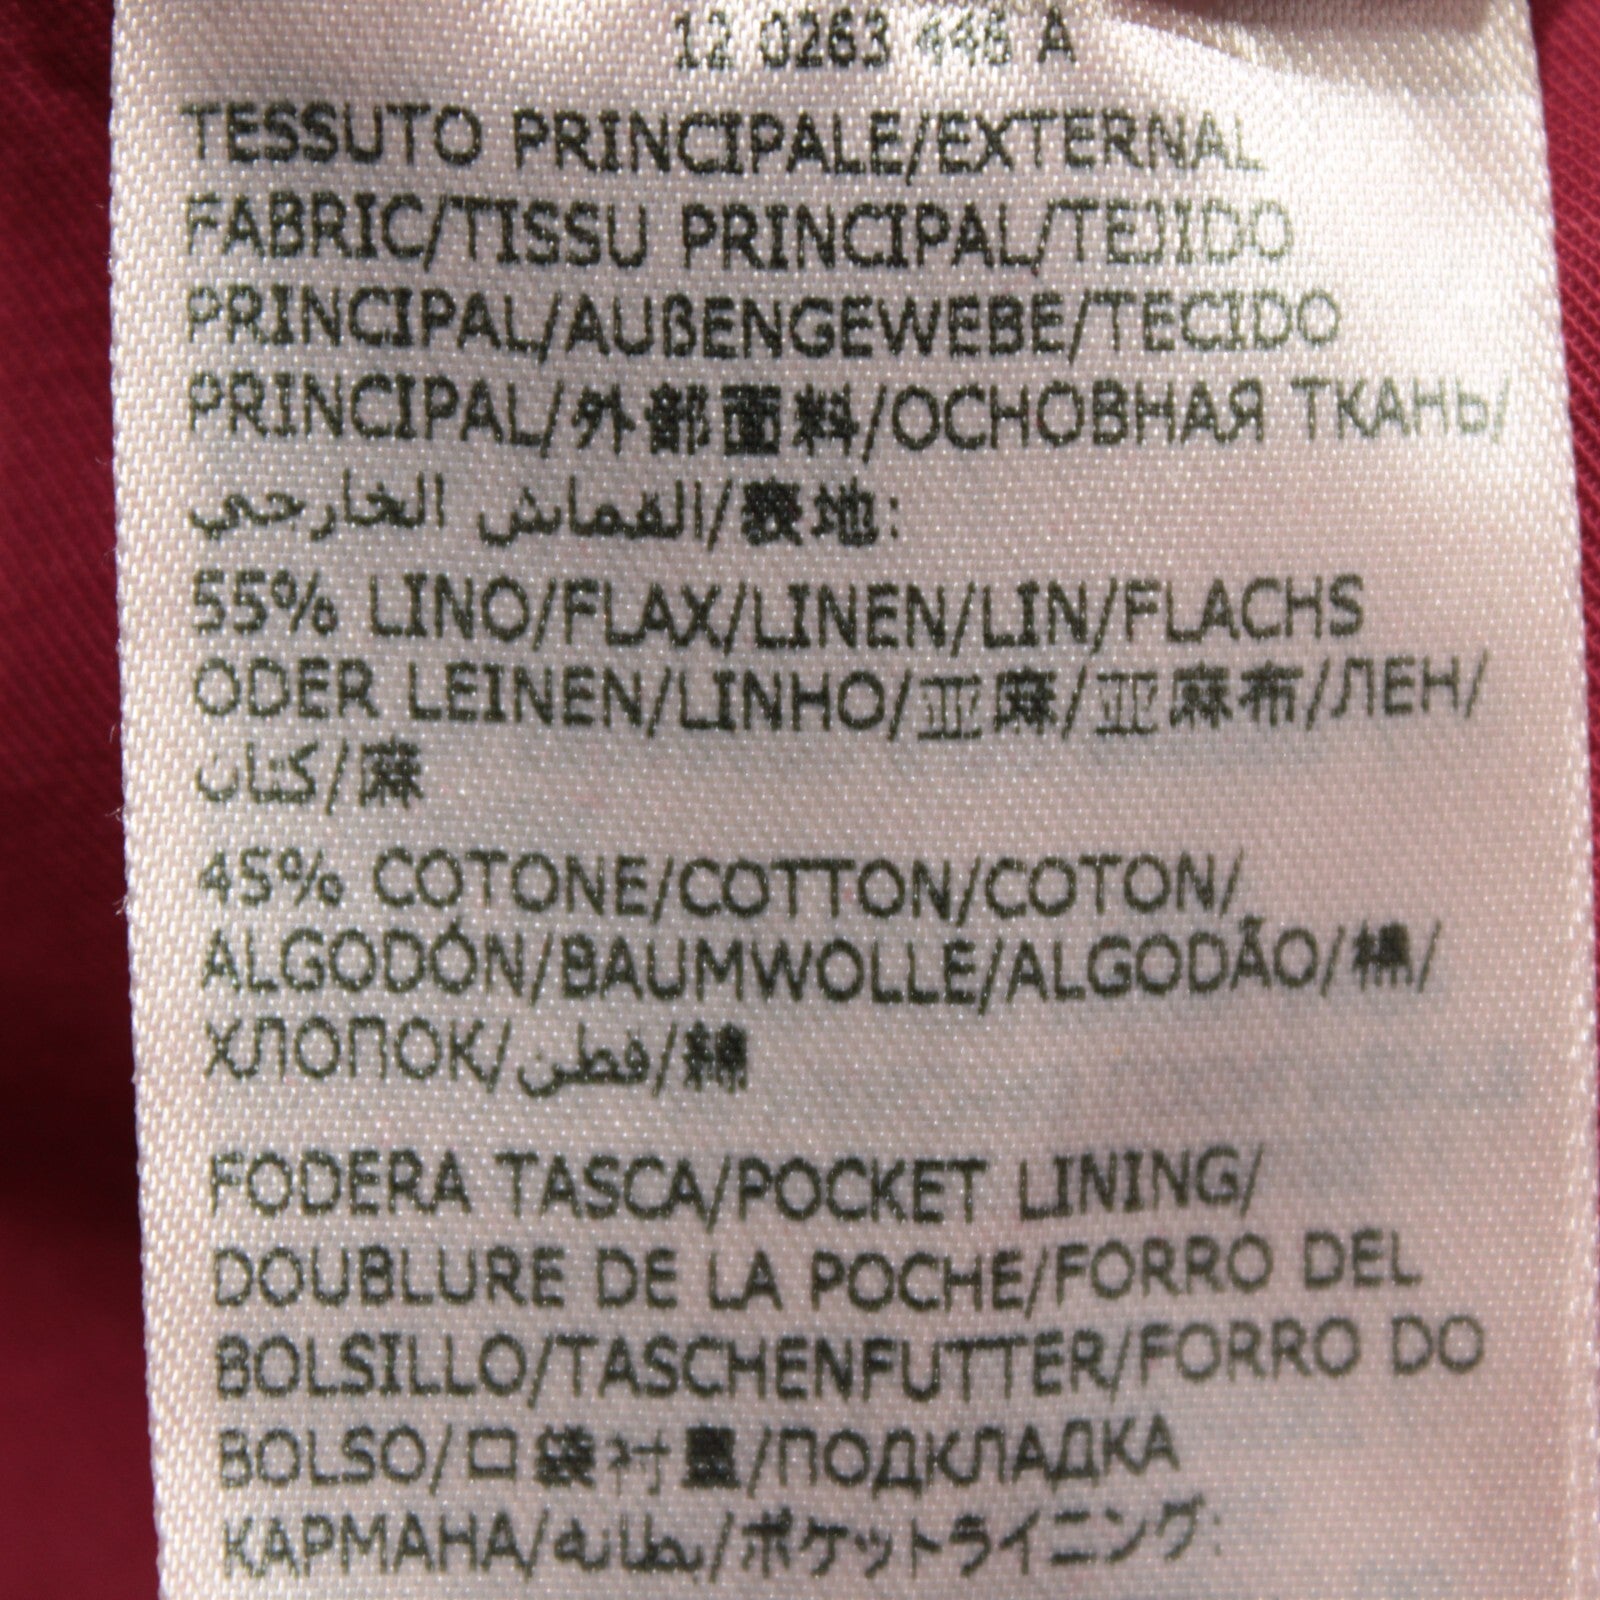 12 0263 446 A
TESSUTO PRINCIPALE/EXTERNAL
FABRIC/TISSU PRINCIPAL/TEJIDO
PRINCIPAL/AUßENGEWEBE/TECIDO
PRINCIPAL/外部面料/ОСНОВНАЯ ТКАНЬ/
القماش الخارجي/表地:
55% LINO/FLAX/LINEN/LIN/FLACHS
ODER LEINEN/LINHO/亚麻/亚麻布/ЛЕН/
كتان/麻
45% COTONE/COTTON/COTON/
ALGODÓN/BAUMWOLLE/ALGODÃO/棉/
ХЛОПОК/قطن/綿
FODERA TASCA/POCKET LINING/
DOUBLURE DE LA POCHE/FORRO DEL
BOLSILLO/TASCHENFUTTER/FORRO DO
BOLSO/口袋衬里/ПОДКЛАДКА
КАРМАНА/بطانه/ポケットライニング: